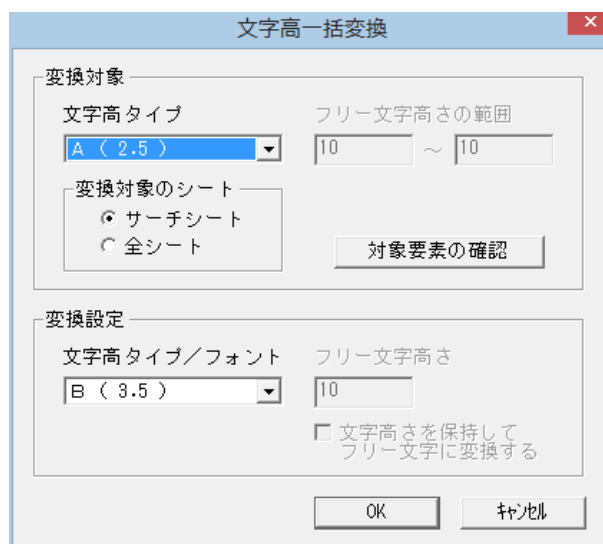 文字高一括変換
変換対象
文字高タイプ
フリー文字高さの範囲
A ( 2.5 )
10 ～ 10
変換対象のシート
サーチシート
全シート
対象要素の確認
変換設定
文字高タイプ／フォント
フリー文字高さ
B ( 3.5 )
10
文字高さを保持して
フリー文字に変換する
OK
ｷｬﾝｾﾙ